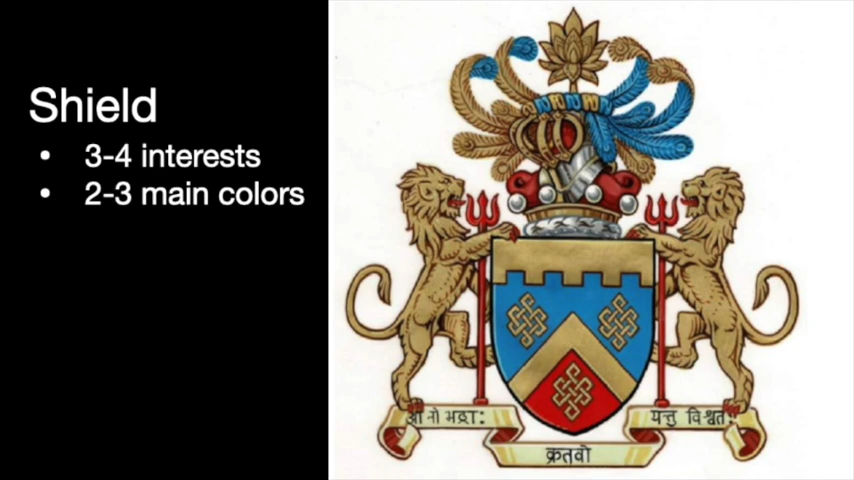 Shield
• 3-4 interests
• 2-3 main colors
आ नो भद्राः
क्रतवो
यन्तु विश्वतः